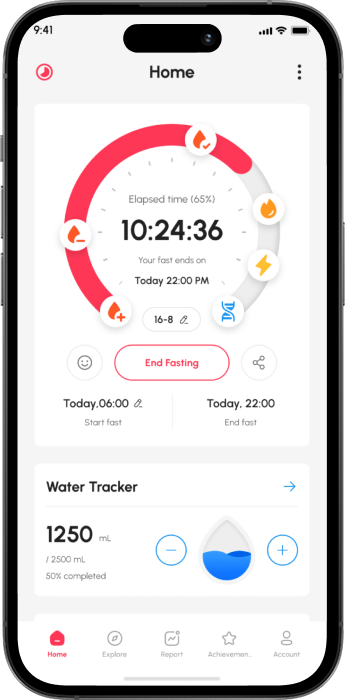 9:41
Home
Elapsed time (65%)
10:24:36
Your fast ends on
Today 22:00 PM
16-8
End Fasting
Today,06:00
Today, 22:00
Start fast
End fast
Water Tracker
1250 mL
/ 2500 mL
50% completed
Home
Explore
Report
Achievemen...
Account